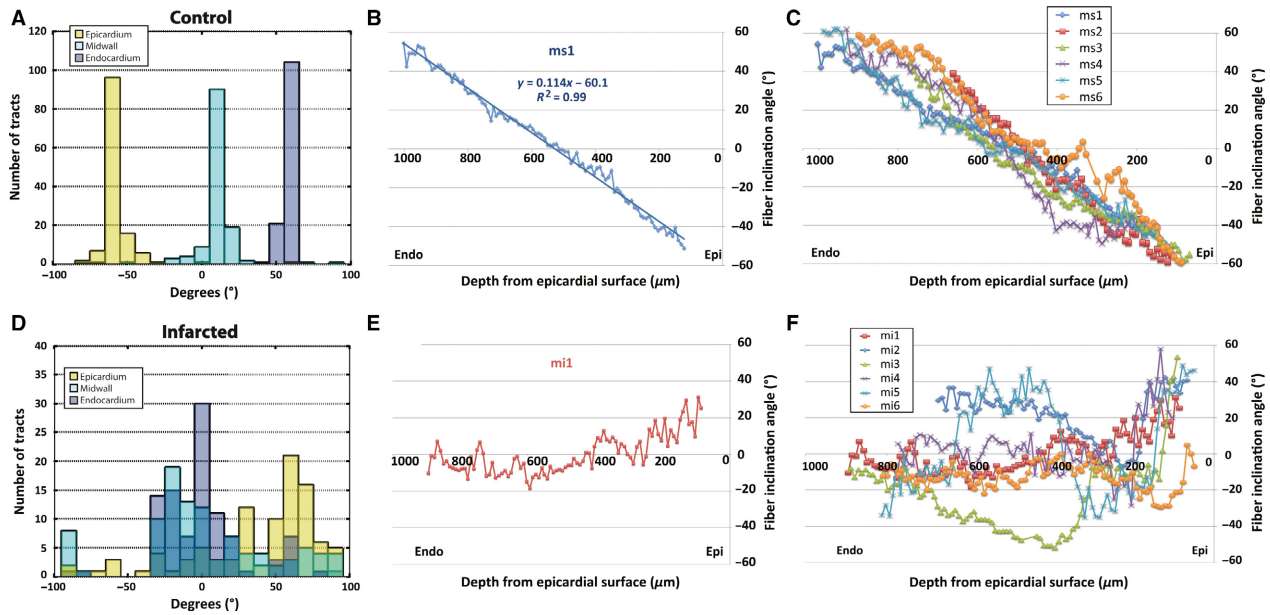 A
Control
Epicardium
Midwall
Endocardium
Number of tracts
120
100
80
60
40
20
0
−100
−50
0
50
100
Degrees (°)
B
ms1
y = 0.114x − 60.1
R² = 0.99
60
40
20
0
−20
−40
−60
1000
800
600
400
200
0
Endo
Epi
Fiber inclination angle (°)
Depth from epicardial surface (μm)
C
ms1
ms2
ms3
ms4
ms5
ms6
60
40
20
0
−20
−40
−60
1000
800
600
400
200
0
Endo
Epi
Fiber inclination angle (°)
Depth from epicardial surface (μm)
D
Infarcted
Epicardium
Midwall
Endocardium
Number of tracts
40
35
30
25
20
15
10
5
0
−100
−50
0
50
100
Degrees (°)
E
mi1
60
40
20
0
−20
−40
−60
1000
800
600
400
200
0
Endo
Epi
Fiber inclination angle (°)
Depth from epicardial surface (μm)
F
mi1
mi2
mi3
mi4
mi5
mi6
60
40
20
0
−20
−40
−60
1000
800
600
400
200
0
Endo
Epi
Fiber inclination angle (°)
Depth from epicardial surface (μm)